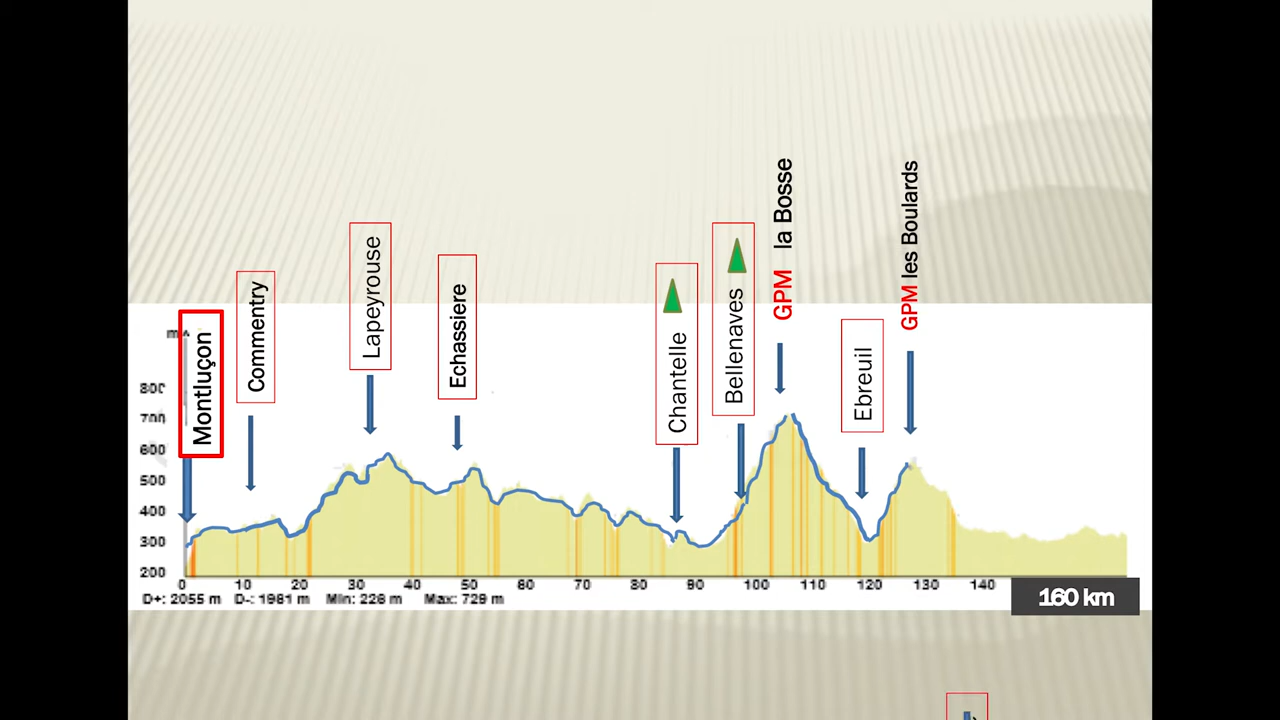 Montluçon
Commentry
Lapeyrouse
Echassiere
Chantelle
Bellenaves
GPM la Bosse
Ebreuil
GPM les Boulards
m
800
700
600
500
400
300
200
0 10 20 30 40 50 60 70 80 90 100 110 120 130 140
160 km
D+: 2055 m D-: 1981 m Min: 228 m Max: 729 m